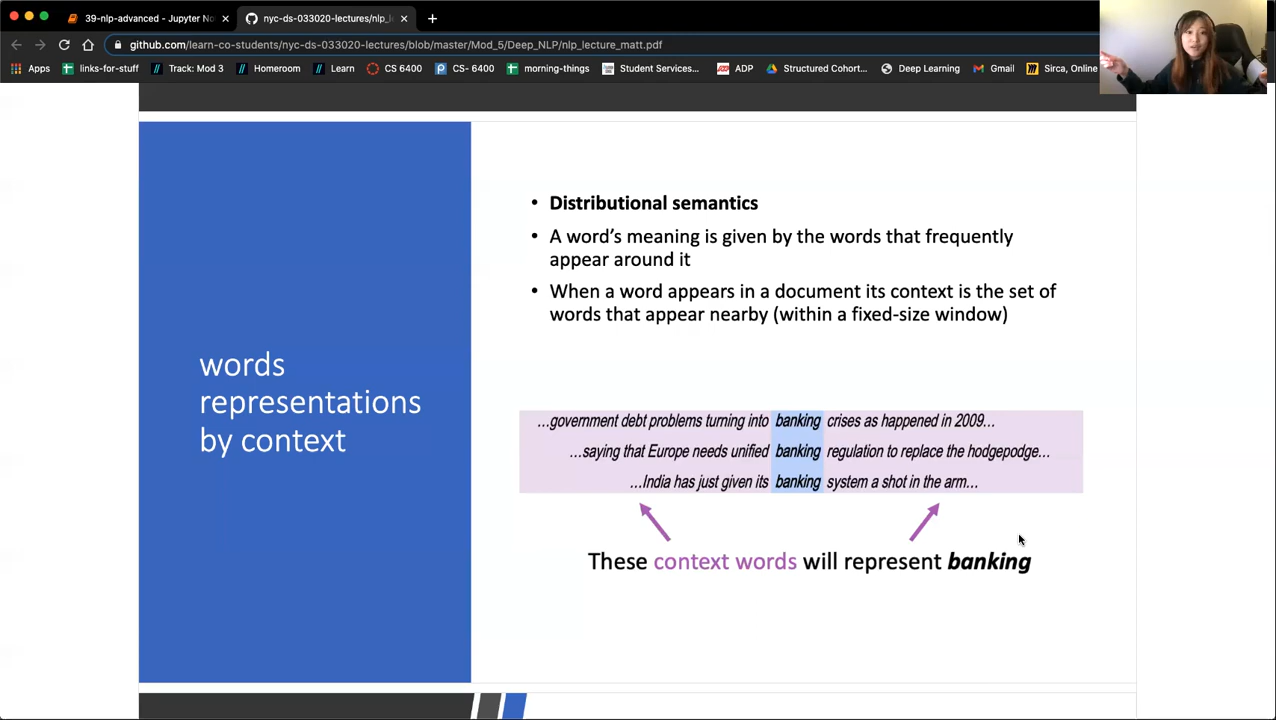 39-nlp-advanced - Jupyter No
nyc-ds-033020-lectures/nlp_l
github.com/learn-co-students/nyc-ds-033020-lectures/blob/master/Mod_5/Deep_NLP/nlp_lecture_matt.pdf
Apps links-for-stuff Track: Mod 3 Homeroom Learn CS 6400 CS- 6400 morning-things Student Services... ADP Structured Cohort... Deep Learning Gmail Sirca, Online
words
representations
by context
• Distributional semantics
• A word's meaning is given by the words that frequently
appear around it
• When a word appears in a document its context is the set of
words that appear nearby (within a fixed-size window)
...government debt problems turning into banking crises as happened in 2009...
...saying that Europe needs unified banking regulation to replace the hodgepodge...
...India has just given its banking system a shot in the arm...
These context words will represent banking